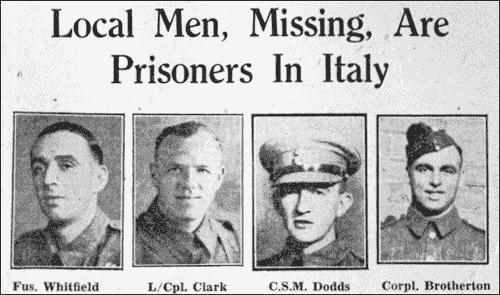 Local Men, Missing, Are
Prisoners In Italy
Fus. Whitfield L/Cpl. Clark C.S.M. Dodds Corpl. Brotherton